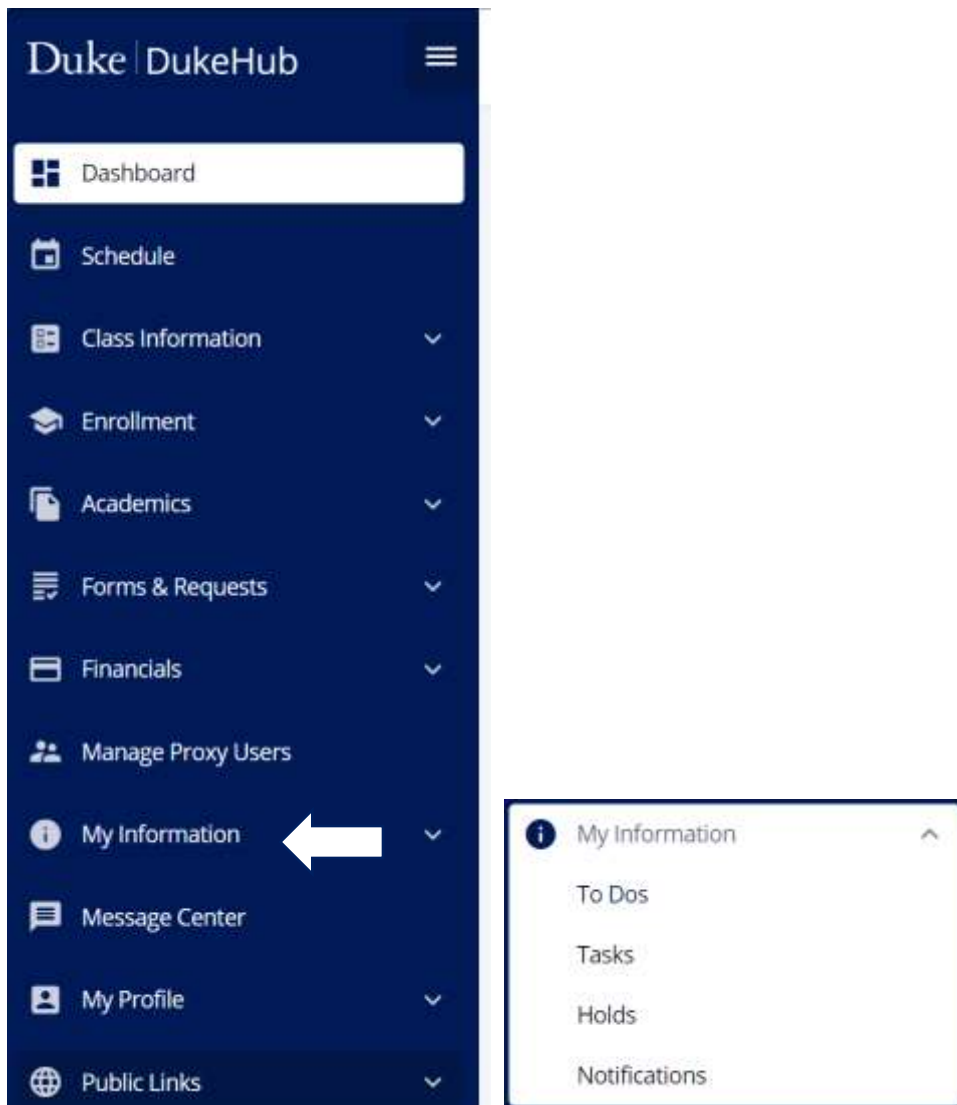 Duke DukeHub
Dashboard
Schedule
Class Information
Enrollment
Academics
Forms & Requests
Financials
Manage Proxy Users
My Information
Message Center
My Profile
Public Links
My Information
To Dos
Tasks
Holds
Notifications